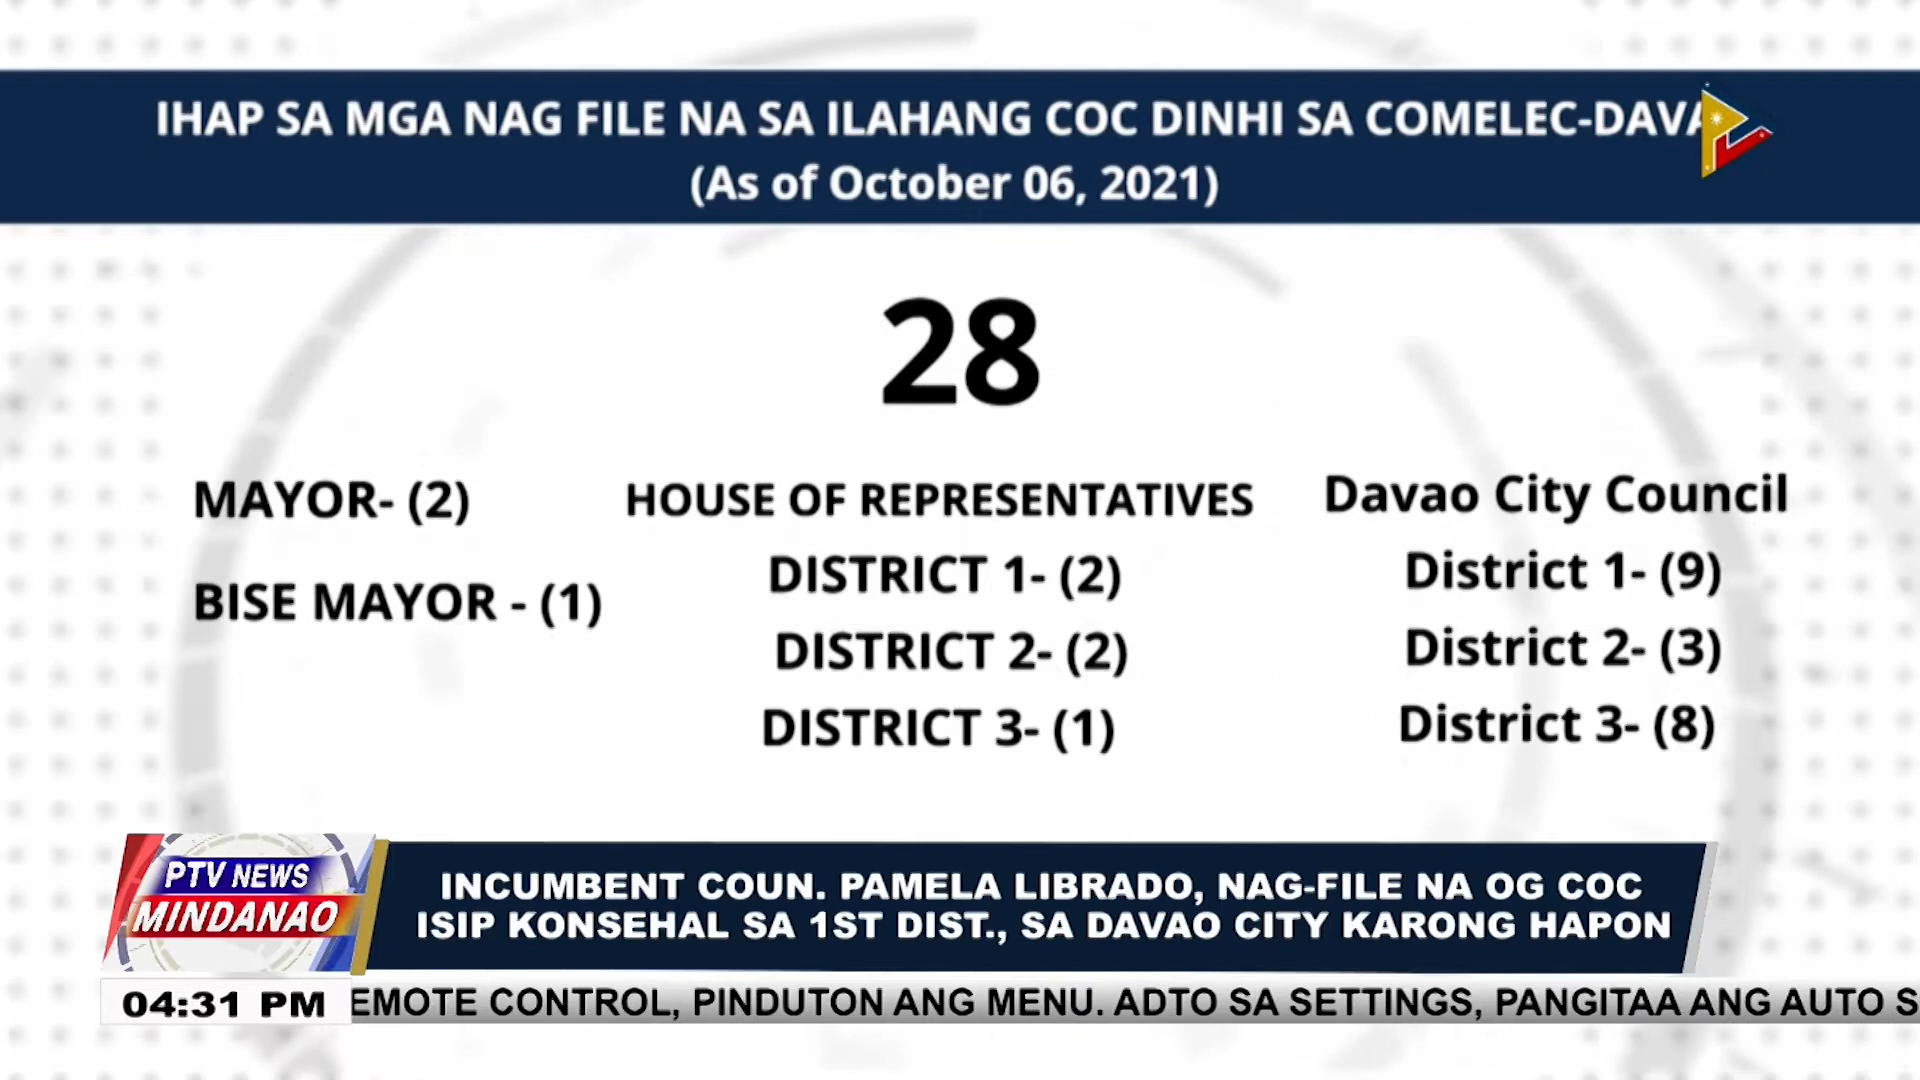 IHAP SA MGA NAG FILE NA SA ILAHANG COC DINHI SA COMELEC-DAVA
(As of October 06, 2021)
28
MAYOR- (2)
BISE MAYOR - (1)
HOUSE OF REPRESENTATIVES
DISTRICT 1- (2)
DISTRICT 2- (2)
DISTRICT 3- (1)
Davao City Council
District 1- (9)
District 2- (3)
District 3- (8)
PTV NEWS
MINDANAO
INCUMBENT COUN. PAMELA LIBRADO, NAG-FILE NA OG COC
ISIP KONSEHAL SA 1ST DIST., SA DAVAO CITY KARONG HAPON
04:31 PM
EMOTE CONTROL, PINDUTON ANG MENU. ADTO SA SETTINGS, PANGITAA ANG AUTO S